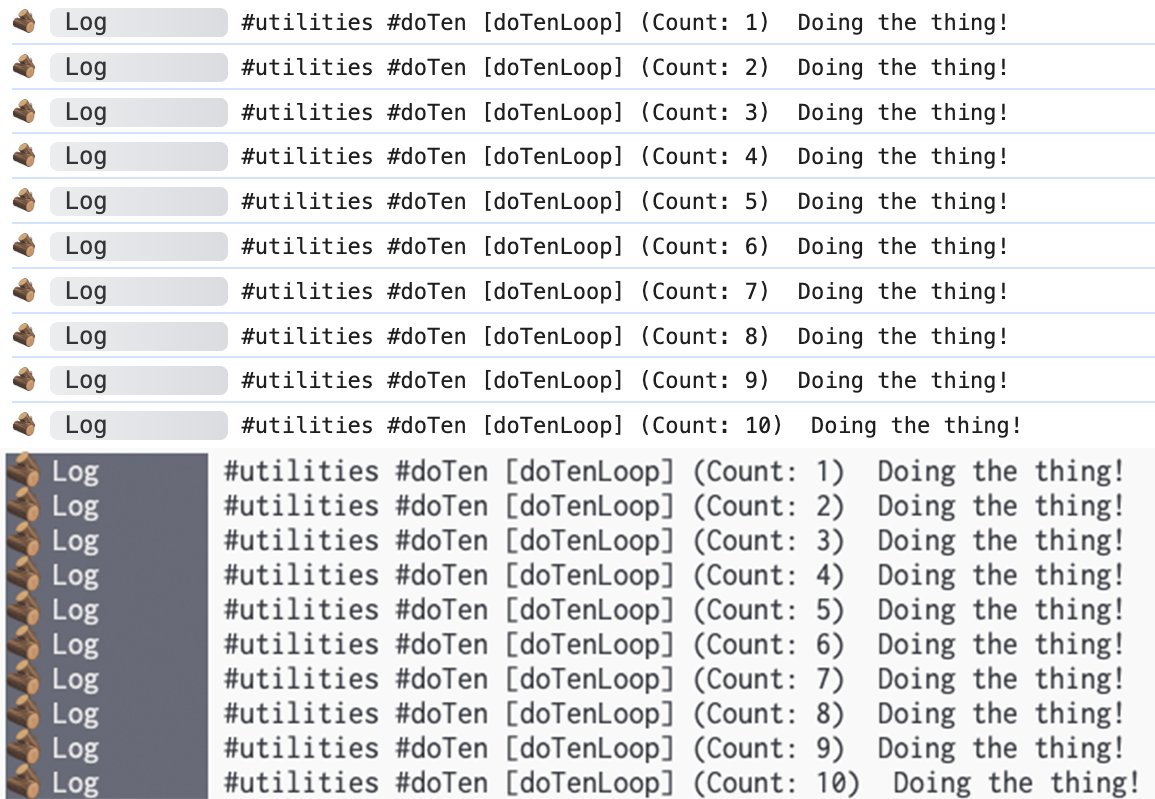 🪵 Log #utilities #doTen [doTenLoop] (Count: 1)  Doing the thing!
🪵 Log #utilities #doTen [doTenLoop] (Count: 2)  Doing the thing!
🪵 Log #utilities #doTen [doTenLoop] (Count: 3)  Doing the thing!
🪵 Log #utilities #doTen [doTenLoop] (Count: 4)  Doing the thing!
🪵 Log #utilities #doTen [doTenLoop] (Count: 5)  Doing the thing!
🪵 Log #utilities #doTen [doTenLoop] (Count: 6)  Doing the thing!
🪵 Log #utilities #doTen [doTenLoop] (Count: 7)  Doing the thing!
🪵 Log #utilities #doTen [doTenLoop] (Count: 8)  Doing the thing!
🪵 Log #utilities #doTen [doTenLoop] (Count: 9)  Doing the thing!
🪵 Log #utilities #doTen [doTenLoop] (Count: 10)  Doing the thing!
🪵 Log #utilities #doTen [doTenLoop] (Count: 1)  Doing the thing!
🪵 Log #utilities #doTen [doTenLoop] (Count: 2)  Doing the thing!
🪵 Log #utilities #doTen [doTenLoop] (Count: 3)  Doing the thing!
🪵 Log #utilities #doTen [doTenLoop] (Count: 4)  Doing the thing!
🪵 Log #utilities #doTen [doTenLoop] (Count: 5)  Doing the thing!
🪵 Log #utilities #doTen [doTenLoop] (Count: 6)  Doing the thing!
🪵 Log #utilities #doTen [doTenLoop] (Count: 7)  Doing the thing!
🪵 Log #utilities #doTen [doTenLoop] (Count: 8)  Doing the thing!
🪵 Log #utilities #doTen [doTenLoop] (Count: 9)  Doing the thing!
🪵 Log #utilities #doTen [doTenLoop] (Count: 10)  Doing the thing!